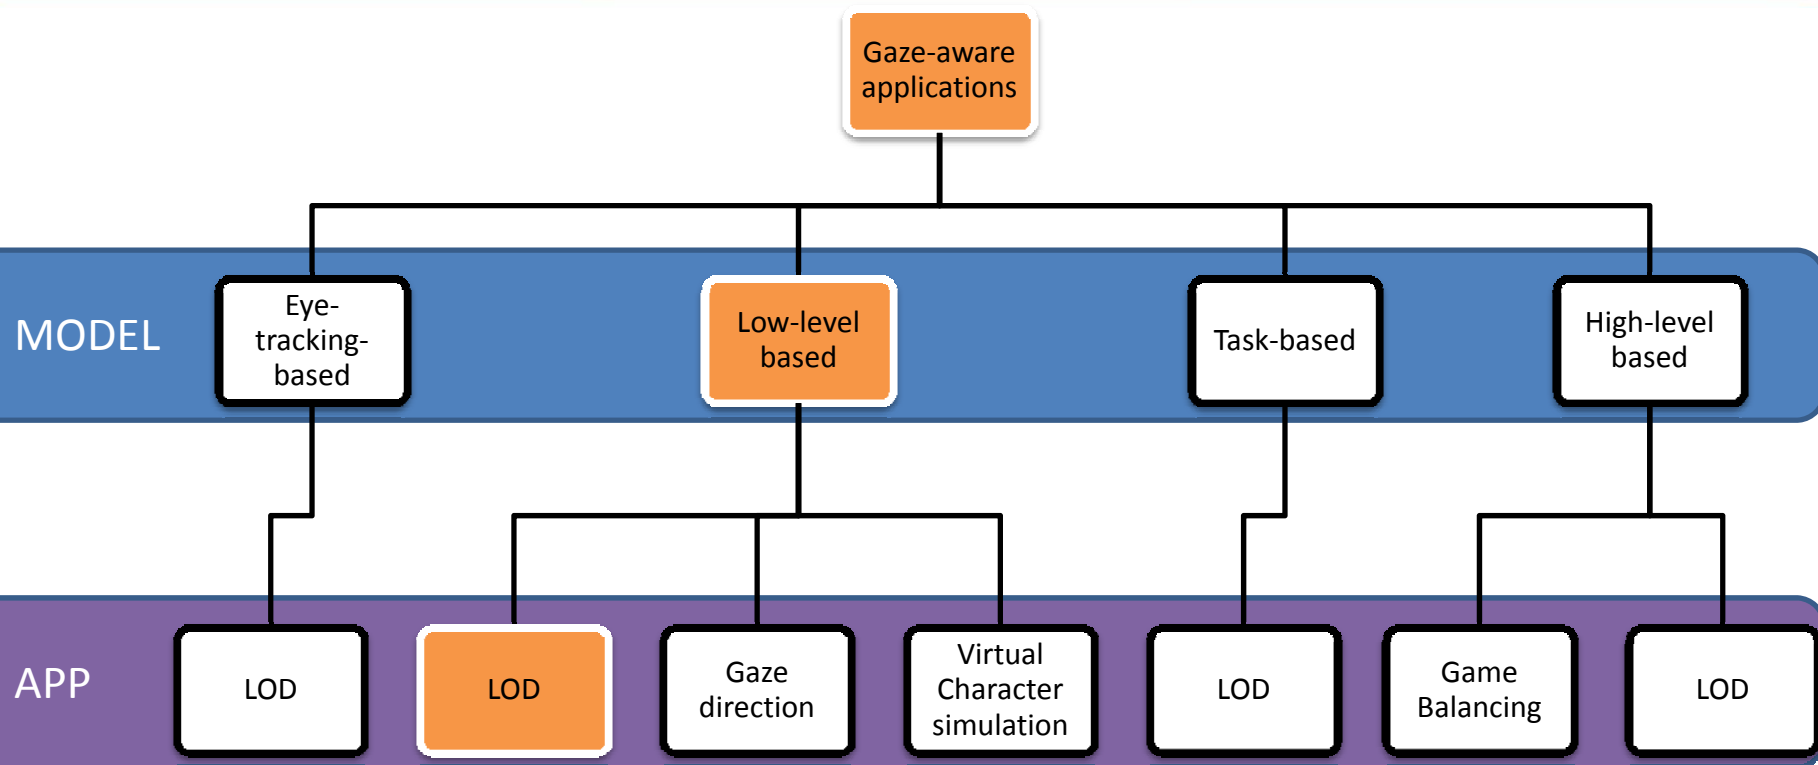 Gaze-aware
applications
MODEL
Eye-
tracking-
based
Low-level
based
Task-based
High-level
based
APP
LOD
LOD
Gaze
direction
Virtual
Character
simulation
LOD
Game
Balancing
LOD